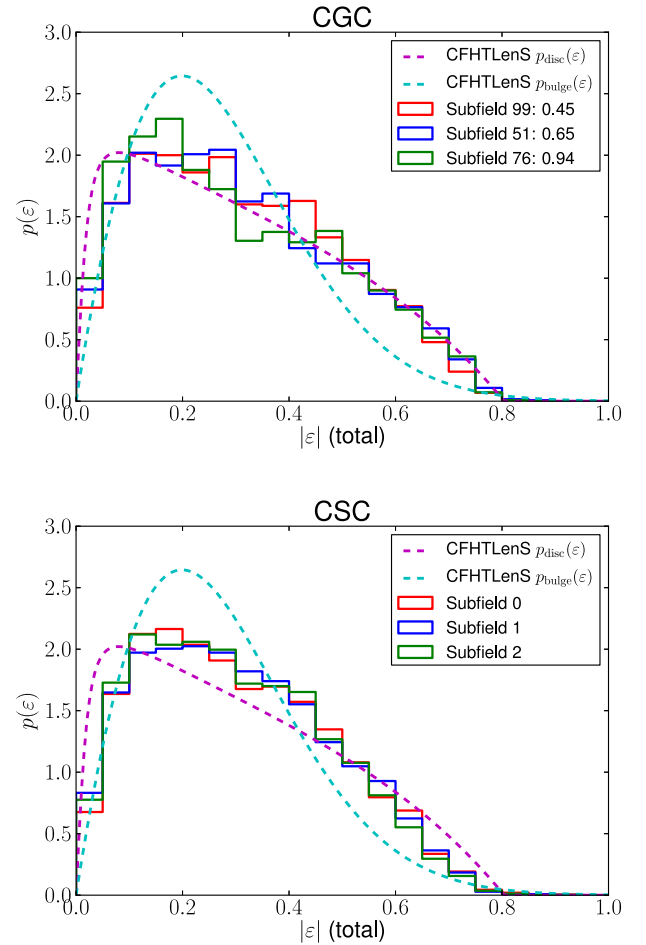 CGC
3.0
2.5
2.0
1.5
1.0
0.5
0.0
p(ε)
CFHTLenS p_disc(ε)
CFHTLenS p_bulge(ε)
Subfield 99: 0.45
Subfield 51: 0.65
Subfield 76: 0.94
0.0 0.2 0.4 0.6 0.8 1.0
|ε| (total)
CSC
3.0
2.5
2.0
1.5
1.0
0.5
0.0
p(ε)
CFHTLenS p_disc(ε)
CFHTLenS p_bulge(ε)
Subfield 0
Subfield 1
Subfield 2
0.0 0.2 0.4 0.6 0.8 1.0
|ε| (total)